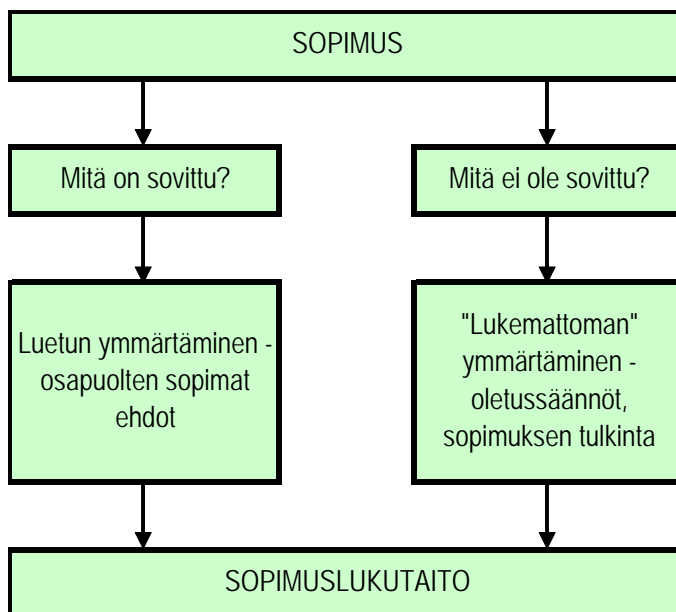 SOPIMUS
Mitä on sovittu?
Mitä ei ole sovittu?
Luetun ymmärtäminen -
osapuolten sopimat
ehdot
"Lukemattoman"
ymmärtäminen -
oletussäännöt,
sopimuksen tulkinta
SOPIMUSLUKUTAITO